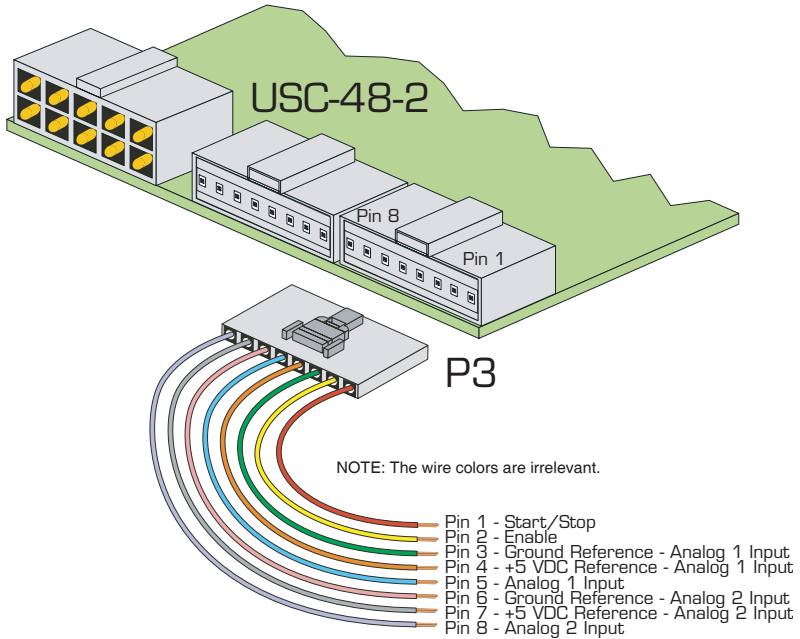 USC-48-2
Pin 8
Pin 1
P3
NOTE: The wire colors are irrelevant.
Pin 1 - Start/Stop
Pin 2 - Enable
Pin 3 - Ground Reference - Analog 1 Input
Pin 4 - +5 VDC Reference - Analog 1 Input
Pin 5 - Analog 1 Input
Pin 6 - Ground Reference - Analog 2 Input
Pin 7 - +5 VDC Reference - Analog 2 Input
Pin 8 - Analog 2 Input